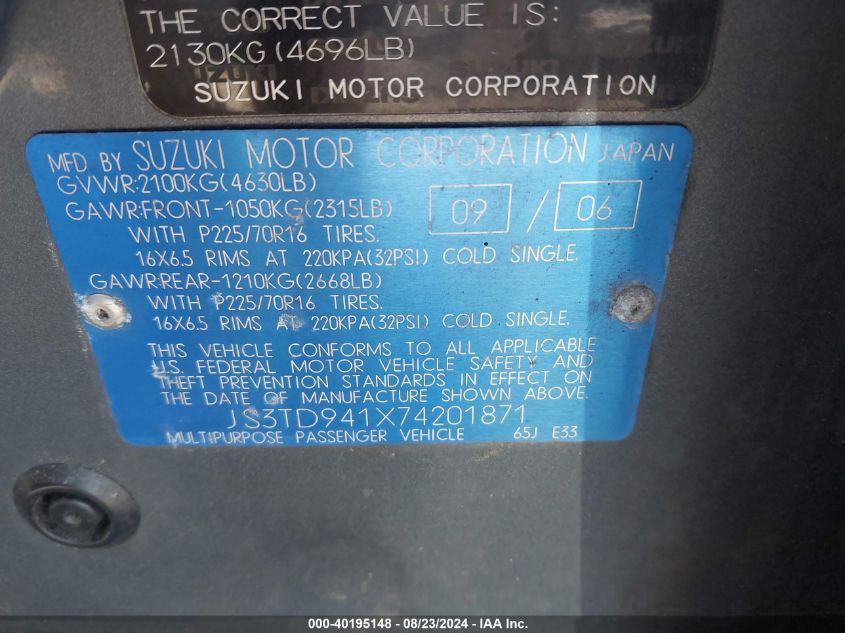 THE CORRECT VALUE IS:
2130KG (4696LB)
SUZUKI MOTOR CORPORATION
MFD. BY SUZUKI MOTOR CORPORATION JAPAN
GVWR:2100KG(4630LB)
GAWR:FRONT-1050KG(2315LB) 09 / 06
WITH P225/70R16 TIRES.
16X6.5 RIMS AT 220KPA(32PSI) COLD SINGLE.
GAWR:REAR-1210KG(2668LB)
WITH P225/70R16 TIRES.
16X6.5 RIMS AT 220KPA(32PSI) COLD SINGLE.
THIS VEHICLE CONFORMS TO ALL APPLICABLE
U.S. FEDERAL MOTOR VEHICLE SAFETY AND
THEFT PREVENTION STANDARDS IN EFFECT ON
THE DATE OF MANUFACTURE SHOWN ABOVE.
JS3TD941X74201871
MULTIPURPOSE PASSENGER VEHICLE 65J E33
000-40195148 - 08/23/2024 - IAA Inc.